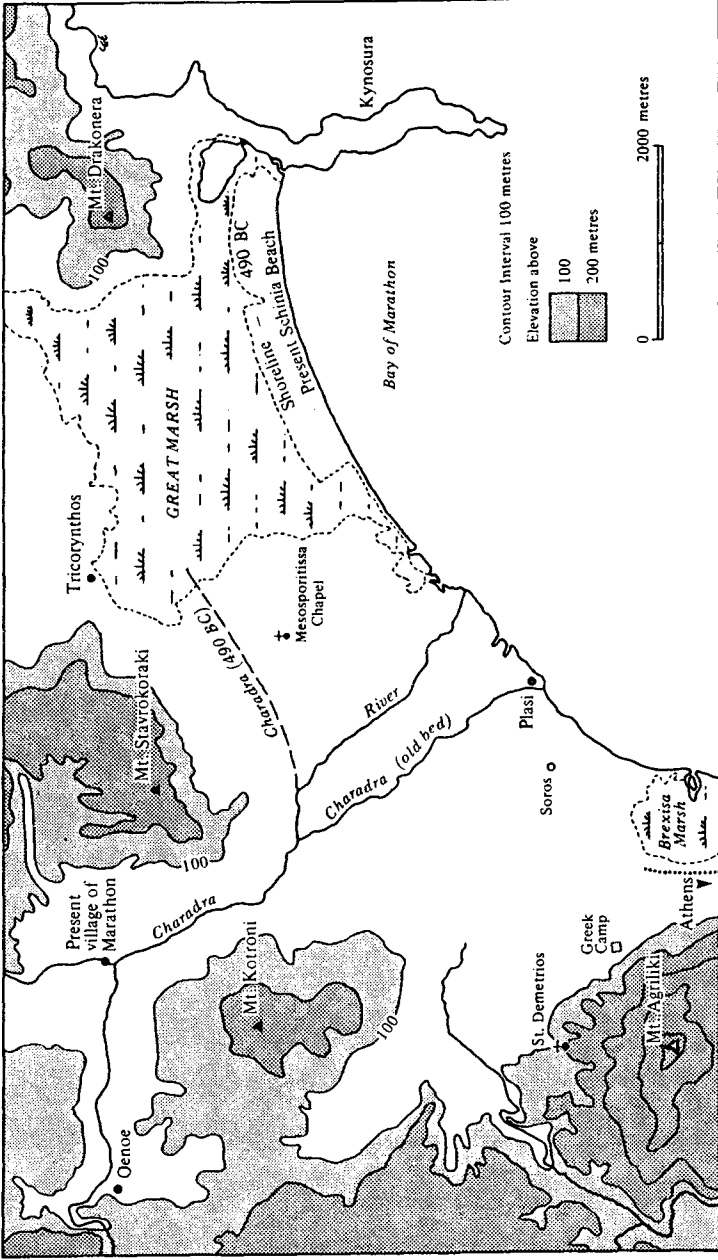 Oenoe
Present
village of
Marathon
Charadra
100
Mt. Stavrokoraki
Tricorynthos
Mt. Drakonera
100
GREAT MARSH
Mt. Kotroni
100
Charadra (490 BC)
Mesosporitissa
Chapel
490 BC
Shoreline
Present Schinia Beach
Kynosura
River
Charadra (old bed)
Bay of Marathon
Plasi
Soros
St. Demetrios
Greek
Camp
Mt. Agriliki
Brexisa
Marsh
Athens
Contour Interval 100 metres
Elevation above
100
200 metres
0
2000 metres